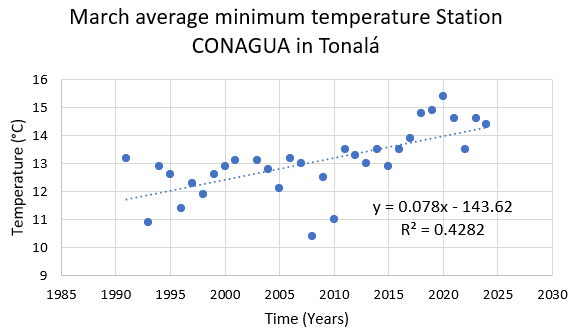 March average minimum temperature Station
CONAGUA in Tonalá
16
15
14
13
12
11
10
9
Temperature (°C)
y = 0.078x - 143.62
R² = 0.4282
1985 1990 1995 2000 2005 2010 2015 2020 2025 2030
Time (Years)